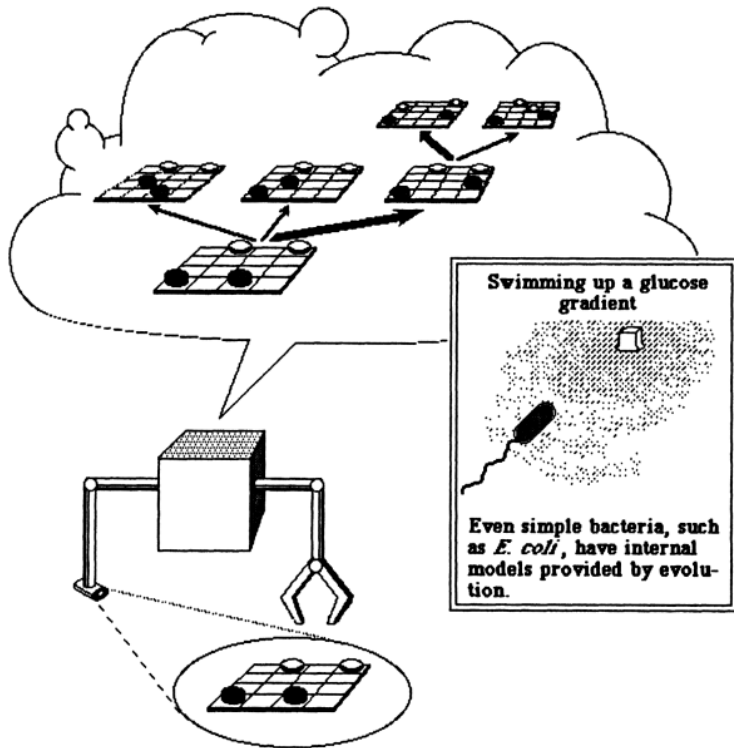 Swimming up a glucose
gradient
Even simple bacteria, such
as E. coli, have internal
models provided by evolu-
tion.